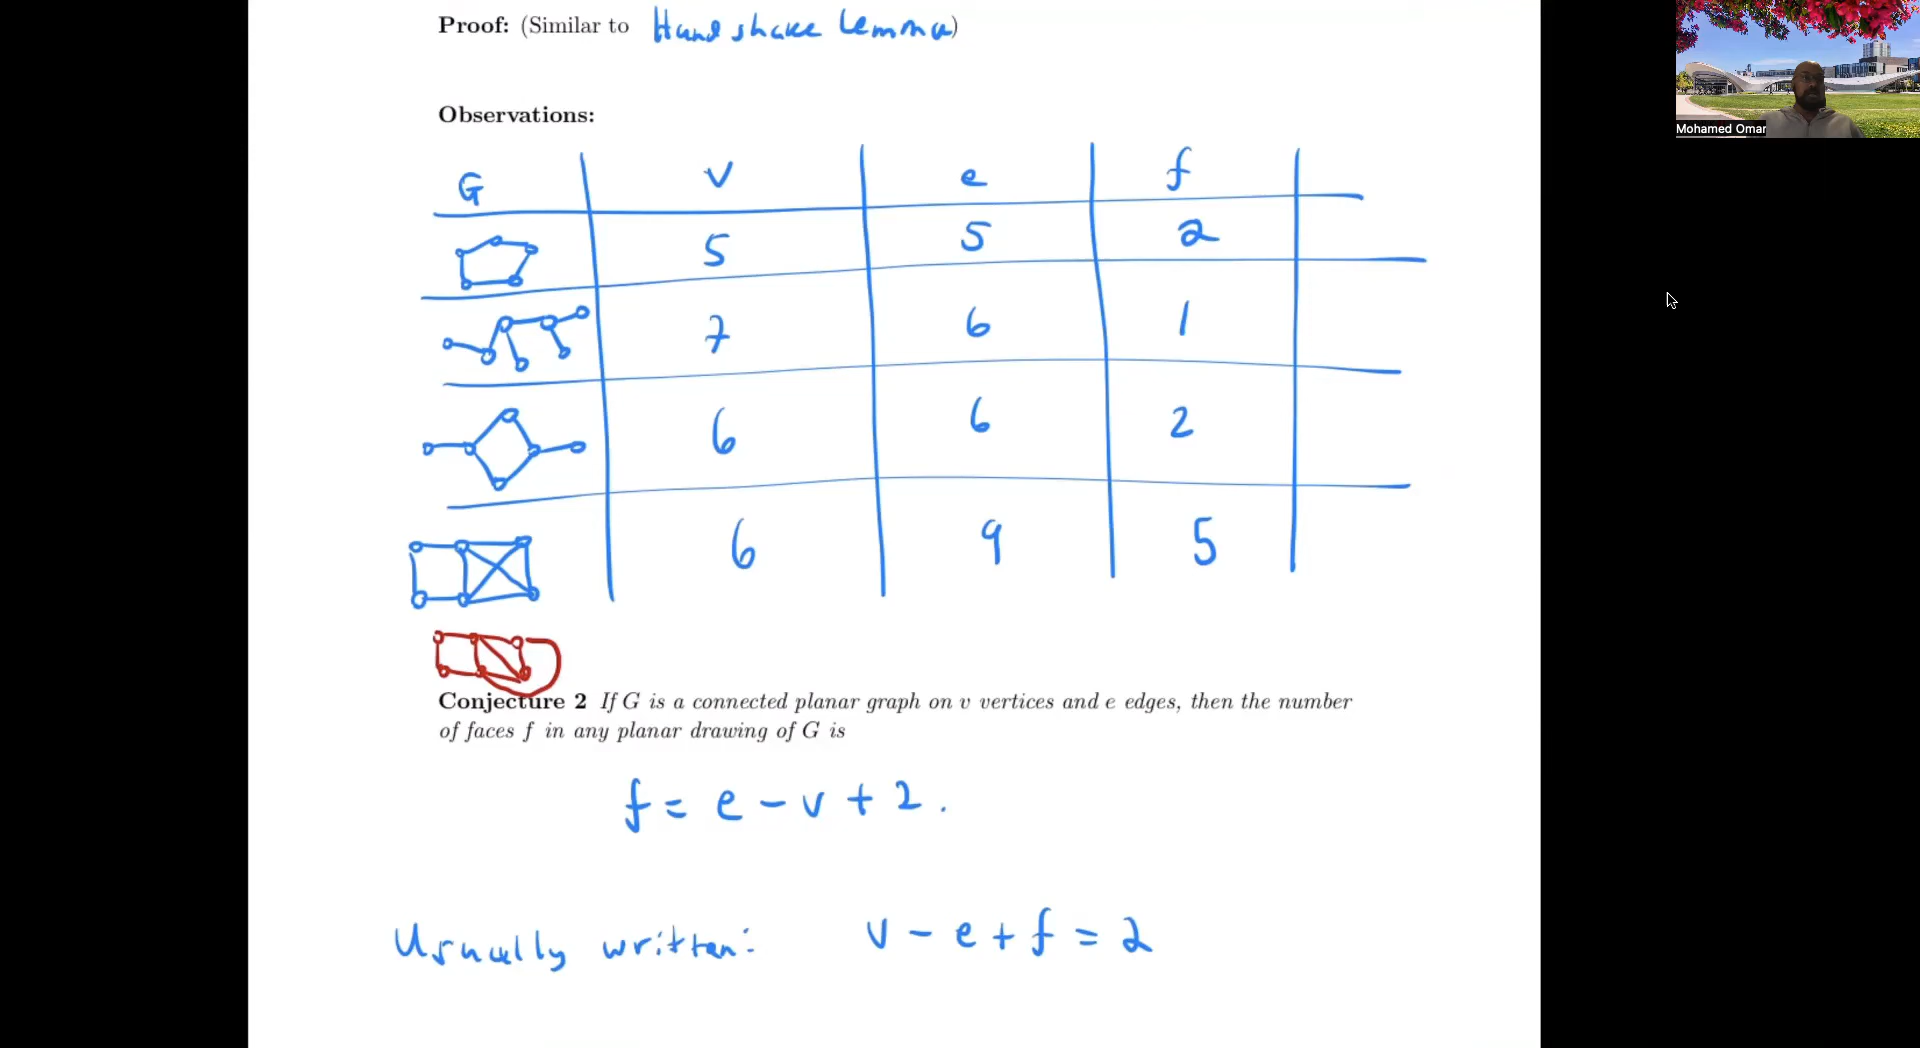 Proof: (Similar to Handshake Lemma)
Mohamed Omar
Observations:
G v e f
5 5 2
7 6 1
6 6 2
6 9 5
Conjecture 2 If G is a connected planar graph on v vertices and e edges, then the number
of faces f in any planar drawing of G is
f = e - v + 2 .
Usually written: v - e + f = 2